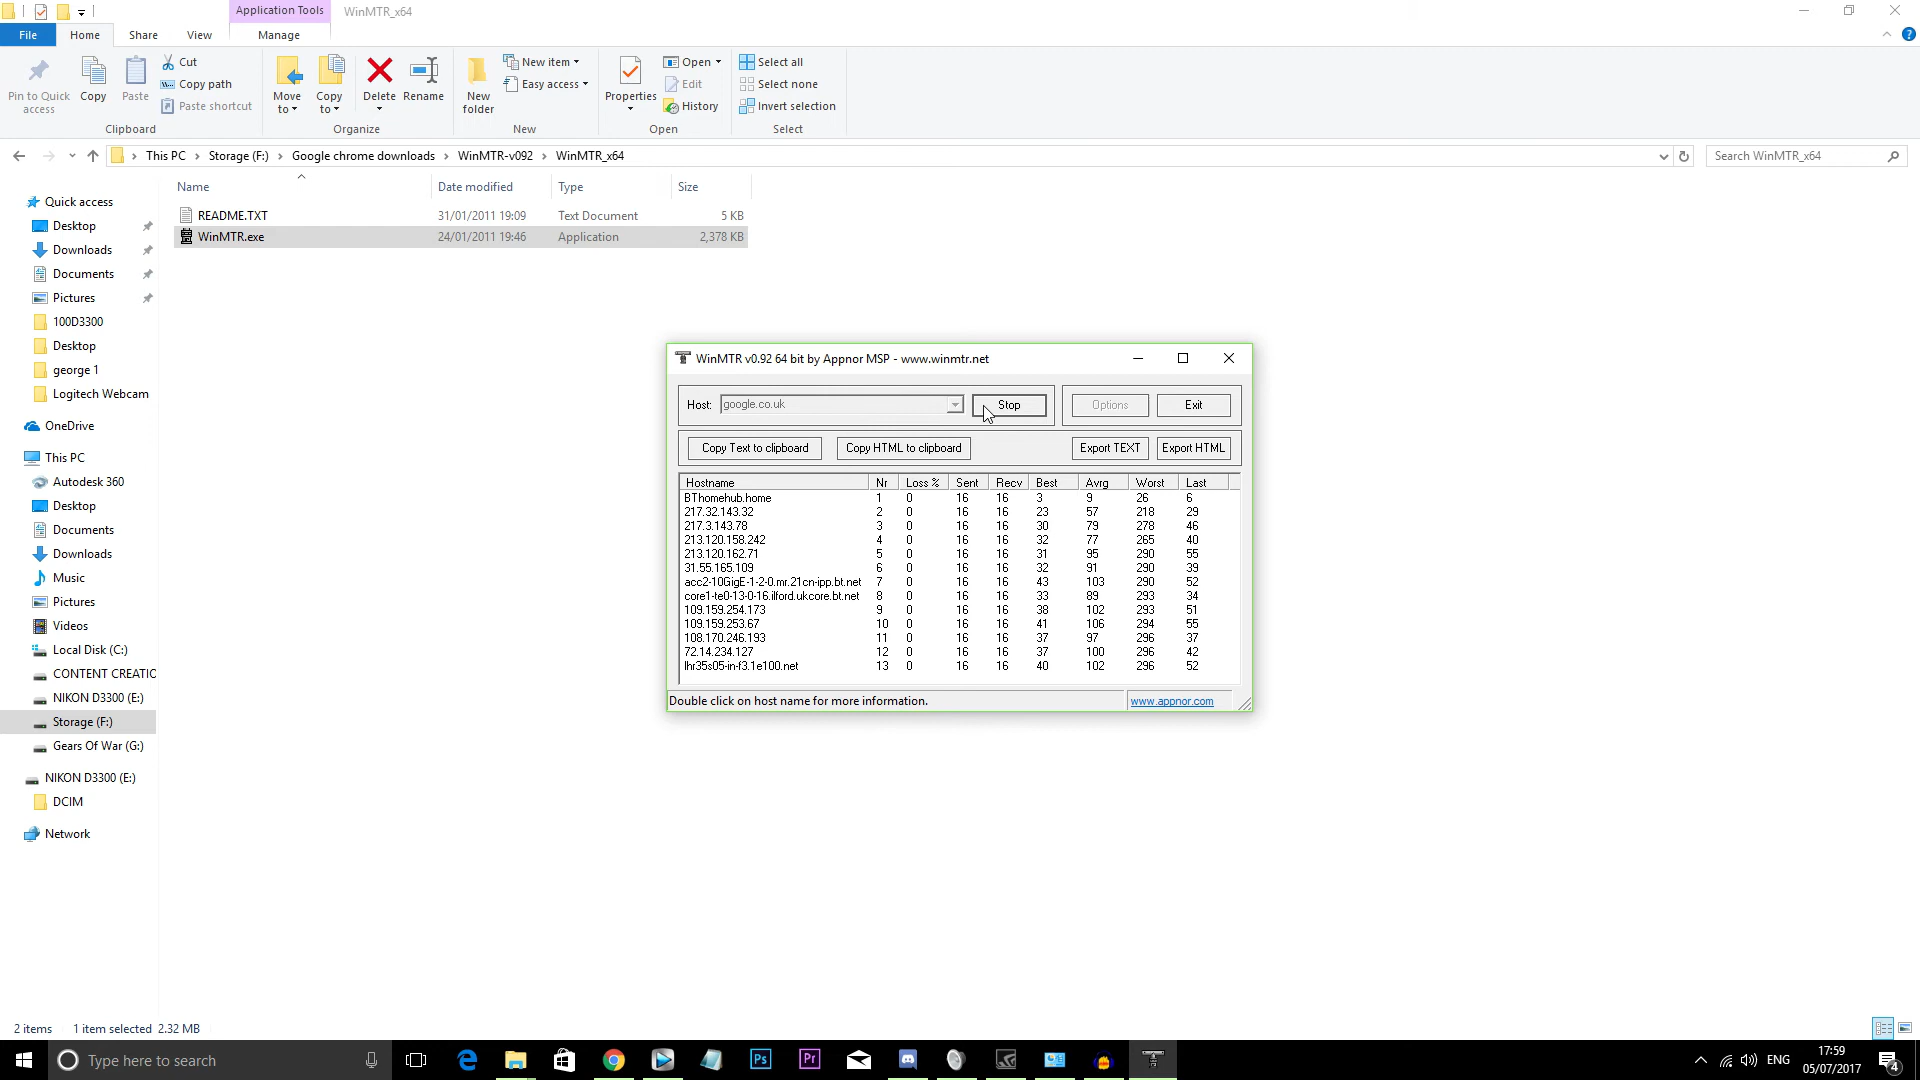 Application Tools
WinMTR_x64
File
Home
Share
View
Manage
Pin to Quick access
Copy
Paste
Cut
Copy path
Paste shortcut
Clipboard
Move to
Copy to
Delete
Rename
Organize
New folder
New item
Easy access
New
Properties
Open
Edit
History
Open
Select all
Select none
Invert selection
Select
This PC > Storage (F:) > Google chrome downloads > WinMTR-v092 > WinMTR_x64
Search WinMTR_x64
Name Date modified Type Size
README.TXT 31/01/2011 19:09 Text Document 5 KB
WinMTR.exe 24/01/2011 19:46 Application 2,378 KB
Quick access
Desktop
Downloads
Documents
Pictures
100D3300
Desktop
george 1
Logitech Webcam
OneDrive
This PC
Autodesk 360
Desktop
Documents
Downloads
Music
Pictures
Videos
Local Disk (C:)
CONTENT CREATIO
NIKON D3300 (E:)
Storage (F:)
Gears Of War (G:)
NIKON D3300 (E:)
DCIM
Network
WinMTR v0.92 64 bit by Appnor MSP - www.winmtr.net
Host: google.co.uk Stop Options Exit
Copy Text to clipboard Copy HTML to clipboard Export TEXT Export HTML
Hostname Nr Loss % Sent Recv Best Avrg Worst Last
BThomehub.home 1 0 16 16 3 9 26 6
217.32.143.32 2 0 16 16 23 57 218 29
217.3.143.78 3 0 16 16 30 79 278 46
213.120.158.242 4 0 16 16 32 77 265 40
213.120.162.71 5 0 16 16 31 95 290 55
31.55.165.109 6 0 16 16 32 91 290 39
acc2-10GigE-1-2-0.mr.21cn-ipp.bt.net 7 0 16 16 43 103 290 52
core1-te0-13-0-16.ilford.ukcore.bt.net 8 0 16 16 33 89 293 34
109.159.254.173 9 0 16 16 38 102 293 51
109.159.253.67 10 0 16 16 41 106 294 55
108.170.246.193 11 0 16 16 37 97 296 37
72.14.234.127 12 0 16 16 37 100 296 42
lhr35s05-in-f3.1e100.net 13 0 16 16 40 102 296 52
Double click on host name for more information. www.appnor.com
2 items 1 item selected 2.32 MB
Type here to search
Ps
Pr
ENG
17:59
05/07/2017
4